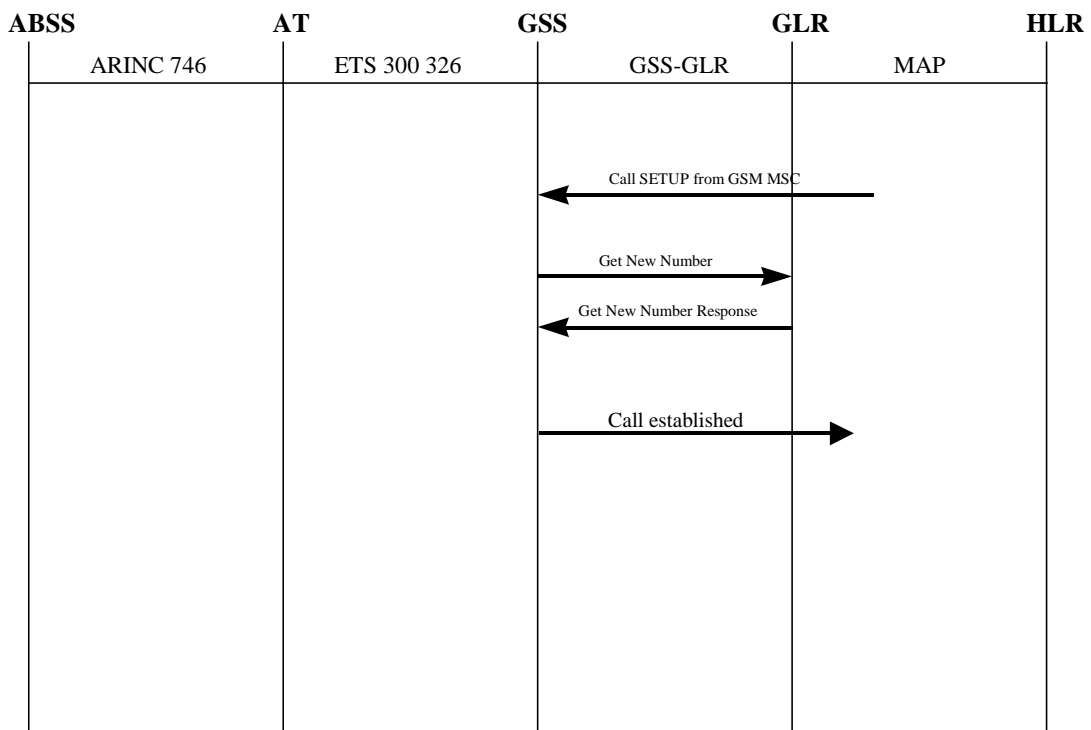 ABSS AT GSS GLR HLR
ARINC 746 ETS 300 326 GSS-GLR MAP
Call SETUP from GSM MSC
Get New Number
Get New Number Response
Call established